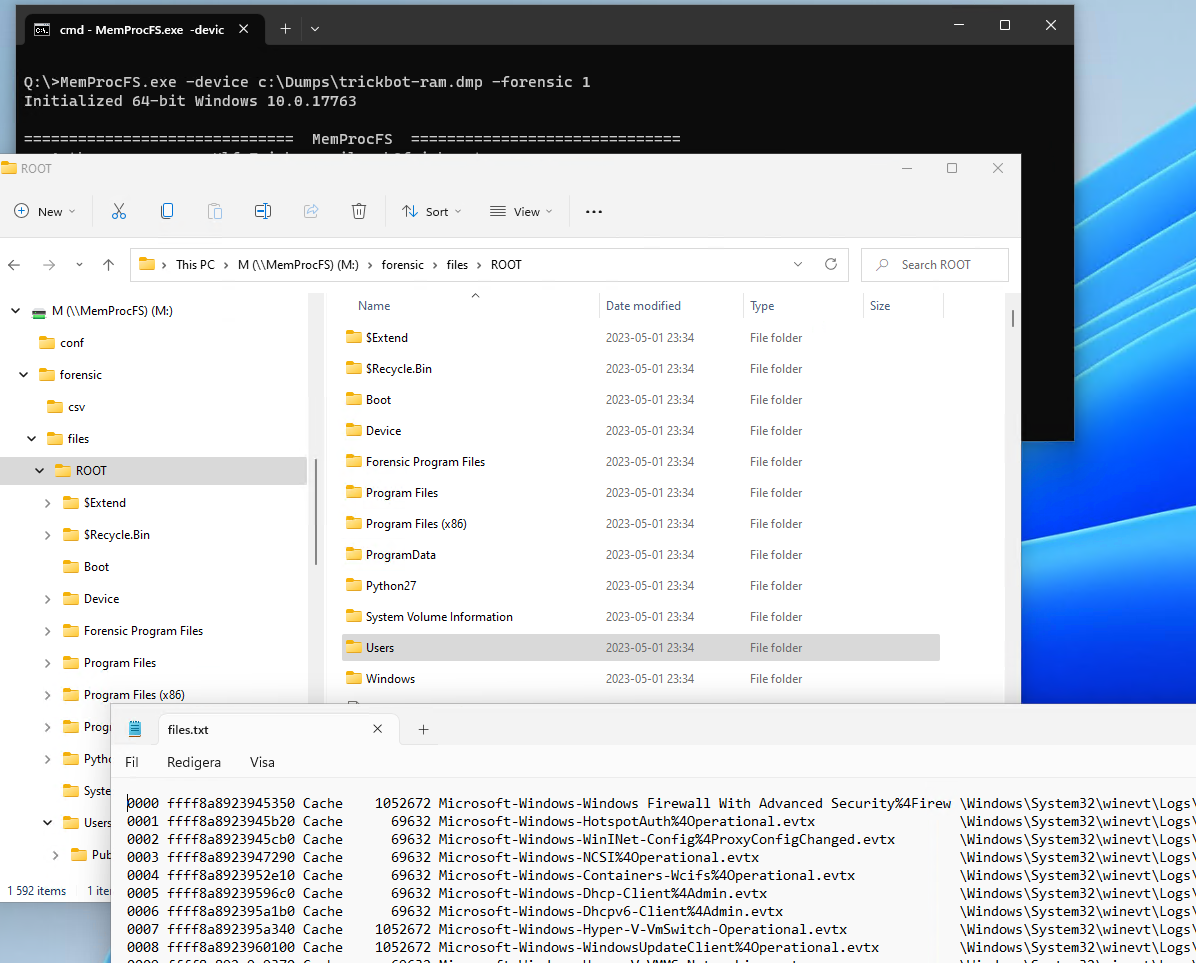 cmd - MemProcFS.exe -devic
Q:\>MemProcFS.exe -device c:\Dumps\trickbot-ram.dmp -forensic 1
Initialized 64-bit Windows 10.0.17763
============================== MemProcFS ==============================
ROOT
New Sort View
This PC > M (\\MemProcFS) (M:) > forensic > files > ROOT
Search ROOT
M (\\MemProcFS) (M:)
conf
forensic
csv
files
ROOT
$Extend
$Recycle.Bin
Boot
Device
Forensic Program Files
Program Files
Program Files (x86)
Prog
Pytho
Syste
Users
Pub
1 592 items 1 ite
Name Date modified Type Size
$Extend 2023-05-01 23:34 File folder
$Recycle.Bin 2023-05-01 23:34 File folder
Boot 2023-05-01 23:34 File folder
Device 2023-05-01 23:34 File folder
Forensic Program Files 2023-05-01 23:34 File folder
Program Files 2023-05-01 23:34 File folder
Program Files (x86) 2023-05-01 23:34 File folder
ProgramData 2023-05-01 23:34 File folder
Python27 2023-05-01 23:34 File folder
System Volume Information 2023-05-01 23:34 File folder
Users 2023-05-01 23:34 File folder
Windows 2023-05-01 23:34 File folder
files.txt
Fil Redigera Visa
0000 ffff8a8923945350 Cache 1052672 Microsoft-Windows-Windows Firewall With Advanced Security%4Firew \Windows\System32\winevt\Logs\
0001 ffff8a8923945b20 Cache 69632 Microsoft-Windows-HotspotAuth%4Operational.evtx \Windows\System32\winevt\Logs\
0002 ffff8a8923945cb0 Cache 69632 Microsoft-Windows-WinINet-Config%4ProxyConfigChanged.evtx \Windows\System32\winevt\Logs\
0003 ffff8a8923947290 Cache 69632 Microsoft-Windows-NCSI%4Operational.evtx \Windows\System32\winevt\Logs\
0004 ffff8a8923952e10 Cache 69632 Microsoft-Windows-Containers-Wcifs%4Operational.evtx \Windows\System32\winevt\Logs\
0005 ffff8a89239596c0 Cache 69632 Microsoft-Windows-Dhcp-Client%4Admin.evtx \Windows\System32\winevt\Logs\
0006 ffff8a892395a1b0 Cache 69632 Microsoft-Windows-Dhcpv6-Client%4Admin.evtx \Windows\System32\winevt\Logs\
0007 ffff8a892395a340 Cache 1052672 Microsoft-Windows-Hyper-V-VmSwitch-Operational.evtx \Windows\System32\winevt\Logs\
0008 ffff8a8923960100 Cache 1052672 Microsoft-Windows-WindowsUpdateClient%4Operational.evtx \Windows\System32\winevt\Logs\